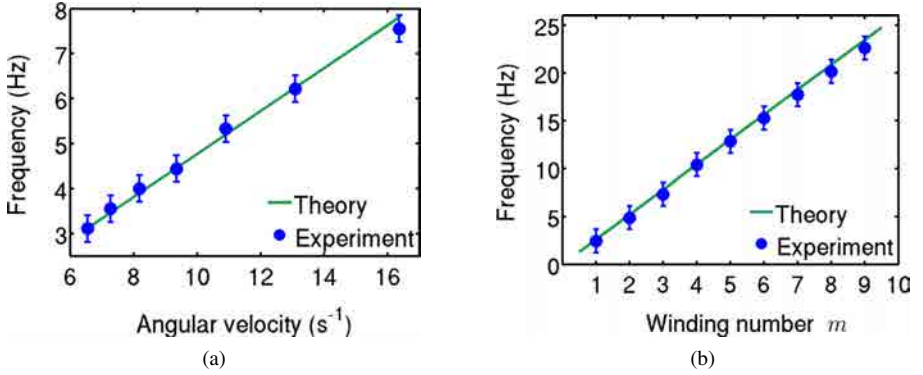 8
7
6
5
4
3
Frequency (Hz)
Theory
Experiment
6 8 10 12 14 16
Angular velocity (s⁻¹)
(a)
25
20
15
10
5
0
Frequency (Hz)
Theory
Experiment
1 2 3 4 5 6 7 8 9 10
Winding number m
(b)